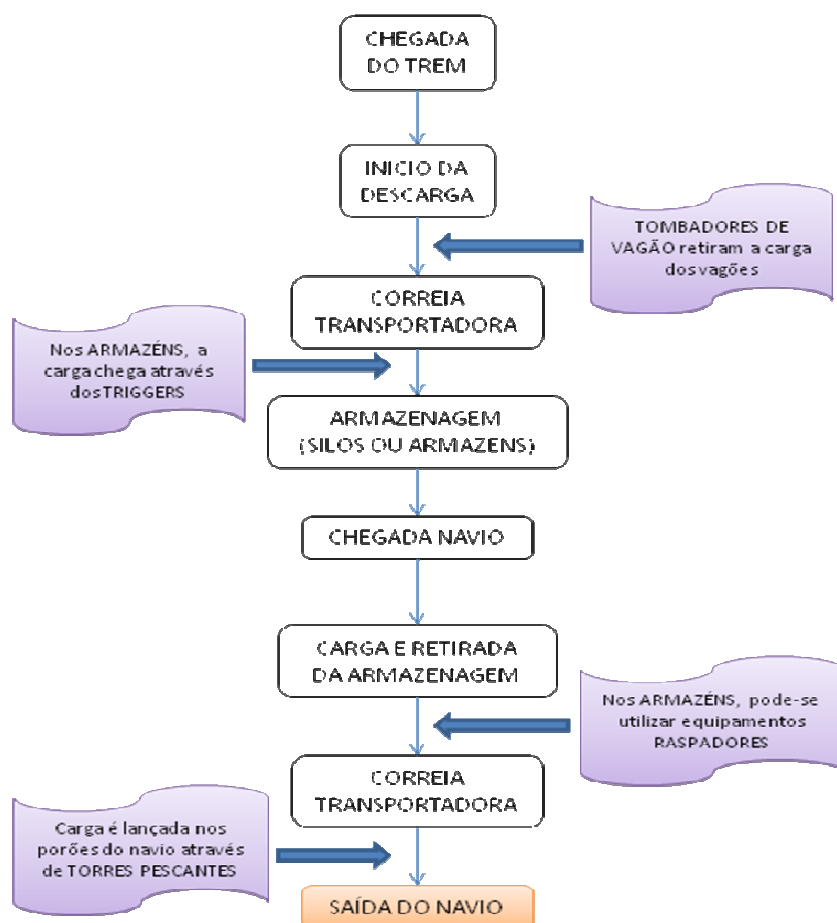 CHEGADA
DO TREM
INICIO DA
DESCARGA
TOMBADORES DE
VAGÃO retiram a carga
dos vagões
CORREIA
TRANSPORTADORA
Nos ARMAZÉNS, a
carga chega através
dos TRIGGERS
ARMAZENAGEM
(SILOS OU ARMAZENS)
CHEGADA NAVIO
CARGA E RETIRADA
DA ARMAZENAGEM
Nos ARMAZÉNS, pode-se
utilizar equipamentos
RASPADORES
CORREIA
TRANSPORTADORA
Carga é lançada nos
porões do navio através
de TORRES PESCANTES
SAÍDA DO NAVIO